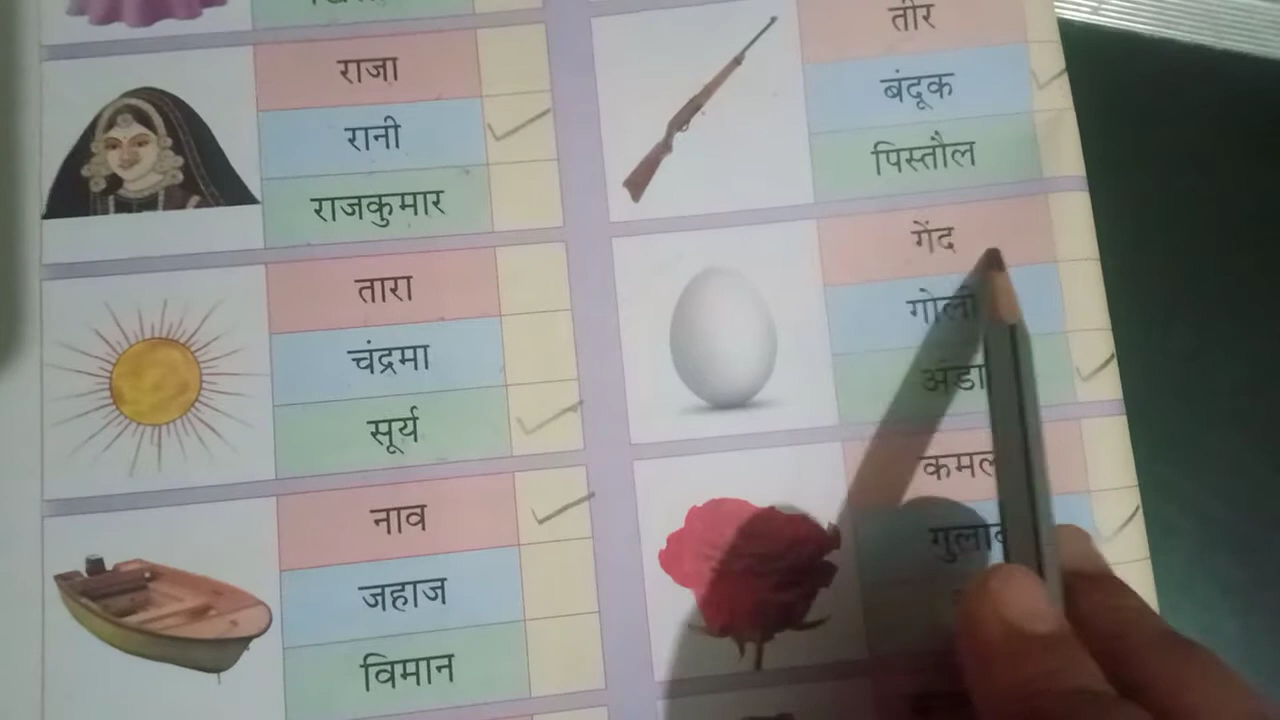 राजा
रानी
राजकुमार
तारा
चंद्रमा
सूर्य
नाव
जहाज
विमान
तीर
बंदूक
पिस्तौल
गेंद
गोली
अंडा
कमल
गुलाब